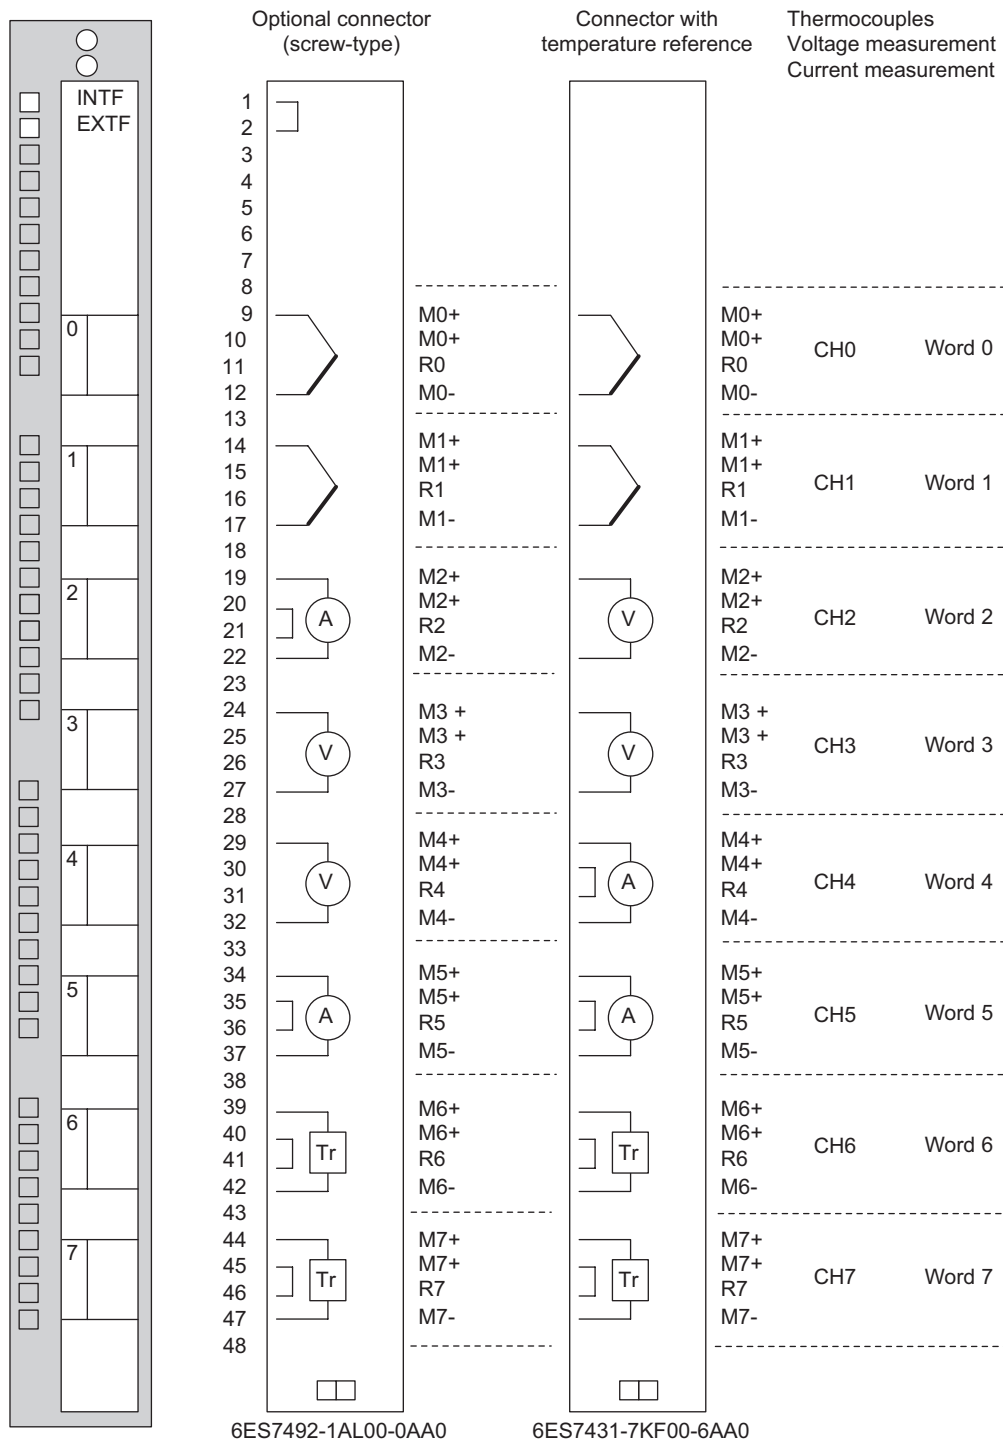 Optional connector
(screw-type)
Connector with
temperature reference
Thermocouples
Voltage measurement
Current measurement
INTF
EXTF
1
2
3
4
5
6
7
8
9 M0+ M0+
0
10 M0+ M0+ CH0 Word 0
11 R0 R0
12 M0- M0-
13
14 M1+ M1+
1
15 M1+ M1+ CH1 Word 1
16 R1 R1
17 M1- M1-
18
19 M2+ M2+
2
20 M2+ M2+
A V CH2 Word 2
21 R2 R2
22 M2- M2-
23
24 M3 + M3 +
3
25 M3 + M3 +
V V CH3 Word 3
26 R3 R3
27 M3- M3-
28
29 M4+ M4+
4
30 M4+ M4+
V A CH4 Word 4
31 R4 R4
32 M4- M4-
33
34 M5+ M5+
5
35 M5+ M5+
A A CH5 Word 5
36 R5 R5
37 M5- M5-
38
39 M6+ M6+
6
40 M6+ M6+
Tr Tr CH6 Word 6
41 R6 R6
42 M6- M6-
43
44 M7+ M7+
7
45 M7+ M7+
Tr Tr CH7 Word 7
46 R7 R7
47 M7- M7-
48
6ES7492-1AL00-0AA0 6ES7431-7KF00-6AA0